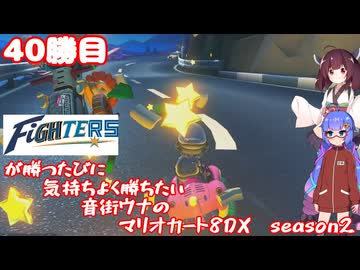 40勝目
FiGHTERS
が勝つたびに
気持ちよく勝ちたい
音街ウナの
マリオカート8DX season2